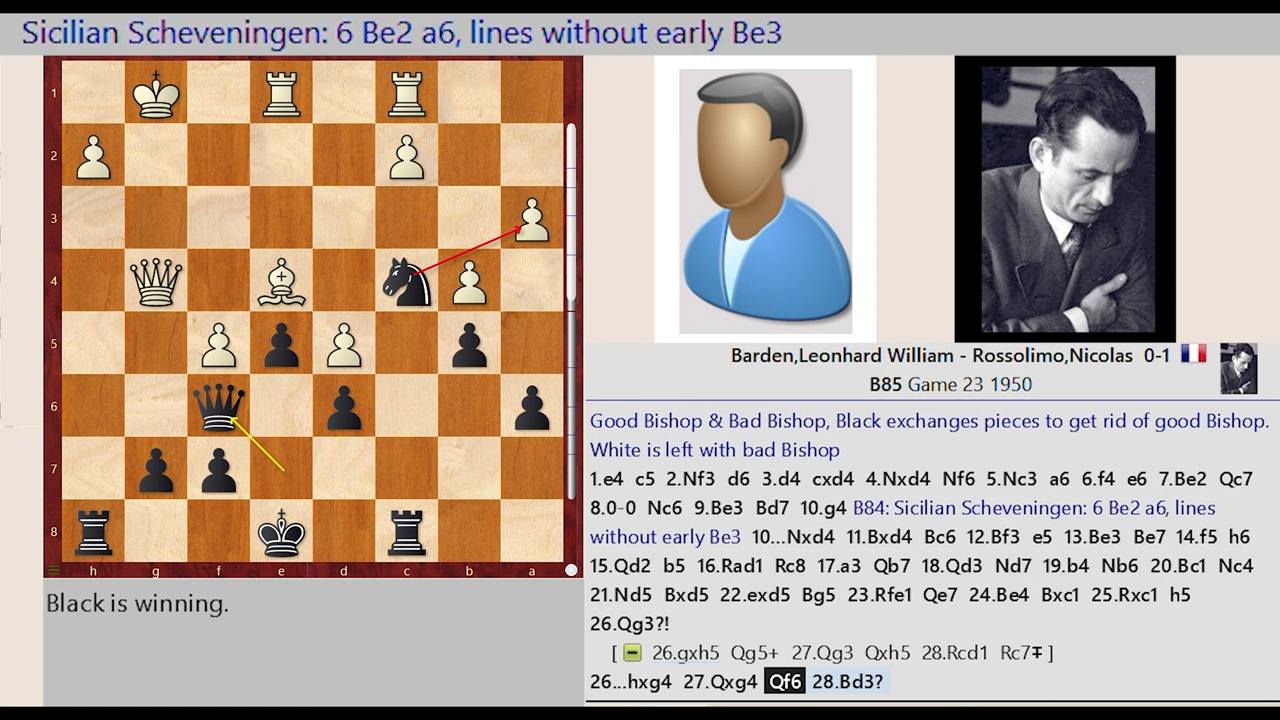 Sicilian Scheveningen: 6 Be2 a6, lines without early Be3
1
2
3
4
5
6
7
8
h g f e d c b a
Black is winning.
Barden,Leonhard William - Rossolimo,Nicolas 0-1
B85 Game 23 1950
Good Bishop & Bad Bishop, Black exchanges pieces to get rid of good Bishop.
White is left with bad Bishop
1.e4 c5 2.Nf3 d6 3.d4 cxd4 4.Nxd4 Nf6 5.Nc3 a6 6.f4 e6 7.Be2 Qc7
8.0-0 Nc6 9.Be3 Bd7 10.g4 B84: Sicilian Scheveningen: 6 Be2 a6, lines
without early Be3 10...Nxd4 11.Bxd4 Bc6 12.Bf3 e5 13.Be3 Be7 14.f5 h6
15.Qd2 b5 16.Rad1 Rc8 17.a3 Qb7 18.Qd3 Nd7 19.b4 Nb6 20.Bc1 Nc4
21.Nd5 Bxd5 22.exd5 Bg5 23.Rfe1 Qe7 24.Be4 Bxc1 25.Rxc1 h5
26.Qg3?!
[ 26.gxh5 Qg5+ 27.Qg3 Qxh5 28.Rcd1 Rc7∓ ]
26...hxg4 27.Qxg4 Qf6 28.Bd3?